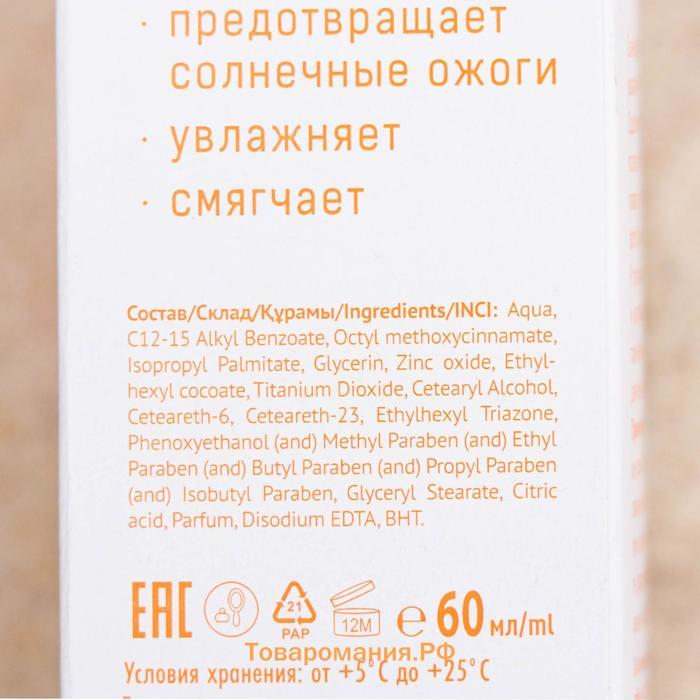 · предотвращает
солнечные ожоги
· увлажняет
· смягчает
Состав/Склад/Құрамы/Ingredients/INCI: Aqua,
C12-15 Alkyl Benzoate, Octyl methoxycinnamate,
Isopropyl Palmitate, Glycerin, Zinc oxide, Ethyl-
hexyl cocoate, Titanium Dioxide, Cetearyl Alcohol,
Ceteareth-6, Ceteareth-23, Ethylhexyl Triazone,
Phenoxyethanol (and) Methyl Paraben (and) Ethyl
Paraben (and) Butyl Paraben (and) Propyl Paraben
(and) Isobutyl Paraben, Glyceryl Stearate, Citric
acid, Parfum, Disodium EDTA, BHT.
EAC 21 PAP 12M e 60 мл/ml
Товаромания.РФ
Условия хранения: от +5°C до +25°C